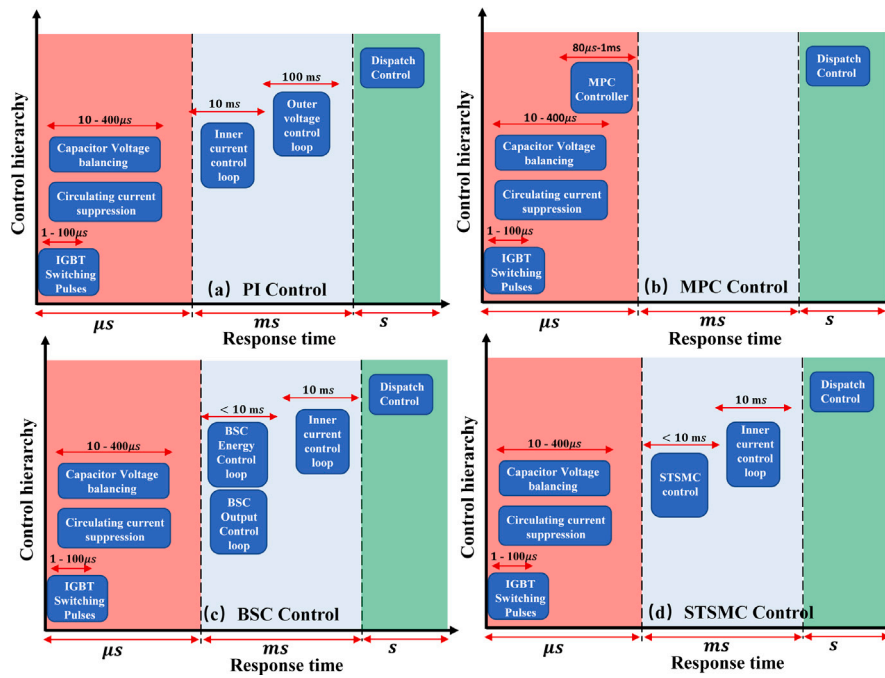 Control hierarchy
10 - 400μs
Capacitor Voltage
balancing
Circulating current
suppression
1 - 100μs
IGBT
Switching
Pulses
10 ms
Inner
current
control
loop
100 ms
Outer
voltage
control
loop
Dispatch
Control
(a) PI Control
μs
ms
s
Response time
Control hierarchy
80μs-1ms
MPC
Controller
10 - 400μs
Capacitor Voltage
balancing
Circulating current
suppression
1 - 100μs
IGBT
Switching
Pulses
Dispatch
Control
(b) MPC Control
μs
ms
s
Response time
Control hierarchy
10 - 400μs
Capacitor Voltage
balancing
Circulating current
suppression
1 - 100μs
IGBT
Switching
Pulses
< 10 ms
BSC
Energy
Control
loop
BSC
Output
Control
loop
10 ms
Inner
current
control
loop
Dispatch
Control
(c) BSC Control
μs
ms
s
Response time
Control hierarchy
10 - 400μs
Capacitor Voltage
balancing
Circulating current
suppression
1 - 100μs
IGBT
Switching
Pulses
< 10 ms
STSMC
control
10 ms
Inner
current
control
loop
Dispatch
Control
(d) STSMC Control
μs
ms
s
Response time